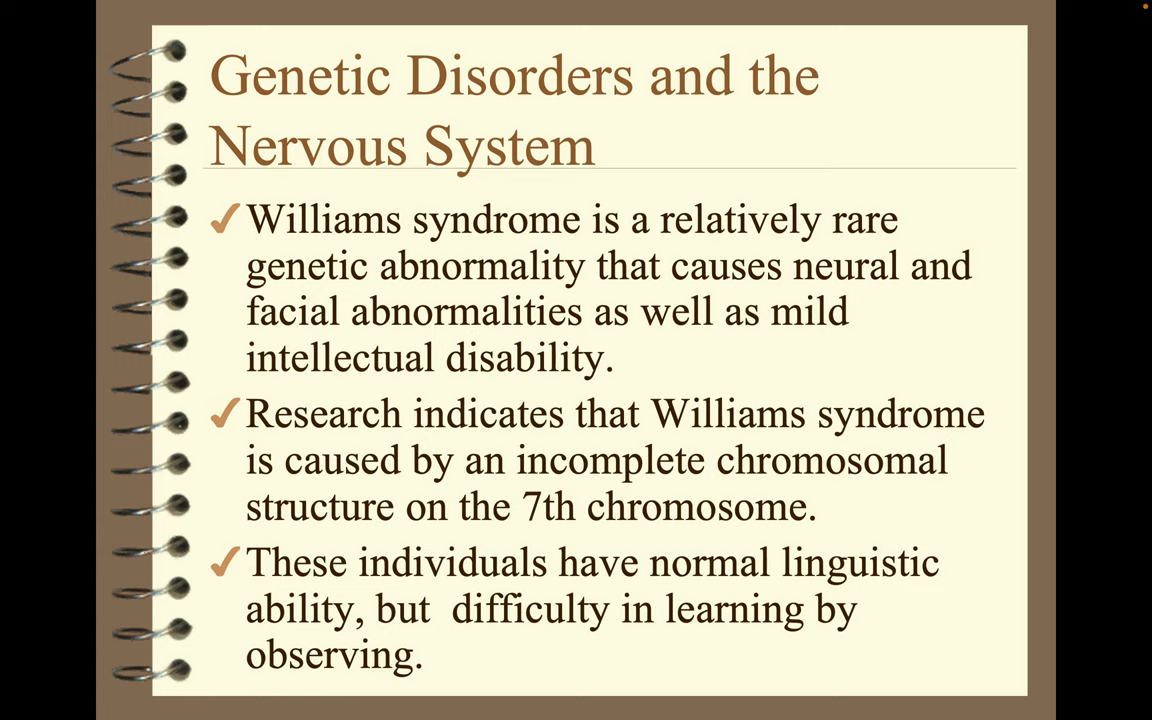 Genetic Disorders and the
Nervous System
✓Williams syndrome is a relatively rare
genetic abnormality that causes neural and
facial abnormalities as well as mild
intellectual disability.
✓Research indicates that Williams syndrome
is caused by an incomplete chromosomal
structure on the 7th chromosome.
✓These individuals have normal linguistic
ability, but  difficulty in learning by
observing.